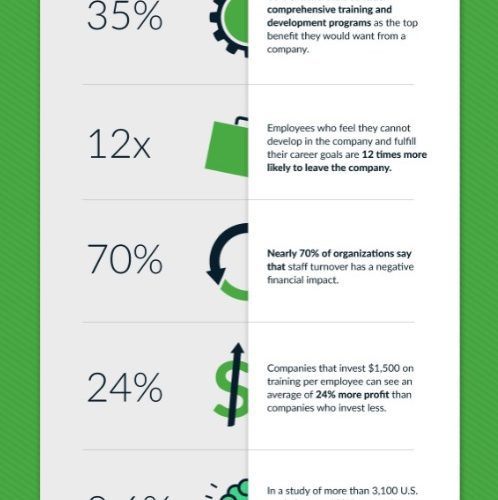 35%
comprehensive training and
development programs as the top
benefit they would want from a
company.
12x
Employees who feel they cannot
develop in the company and fulfill
their career goals are 12 times more
likely to leave the company.
70%
Nearly 70% of organizations say
that staff turnover has a negative
financial impact.
24%
Companies that invest $1,500 on
training per employee can see an
average of 24% more profit than
companies who invest less.
In a study of more than 3,100 U.S.